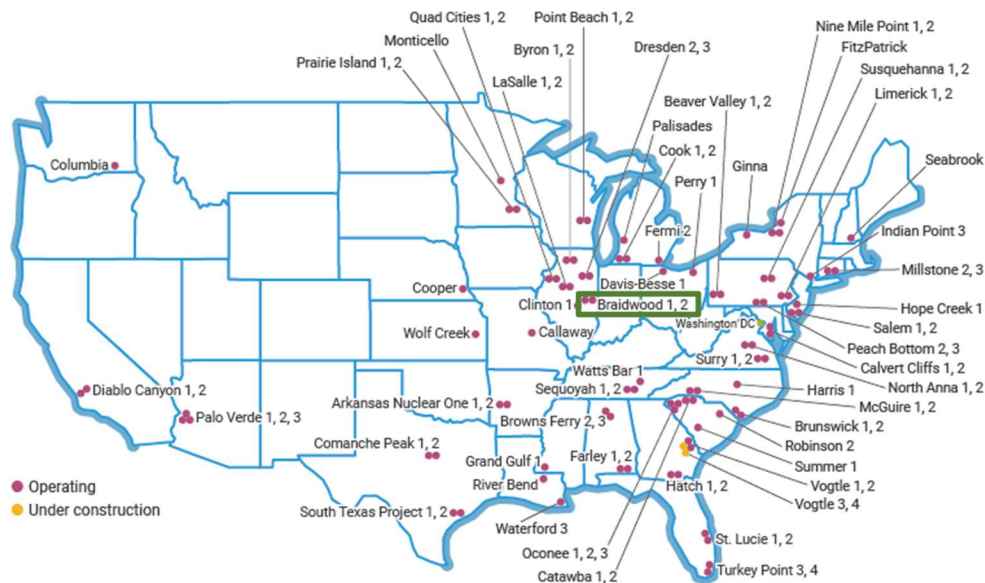 Quad Cities 1, 2
Point Beach 1, 2
Monticello
Byron 1, 2
Dresden 2, 3
Nine Mile Point 1, 2
FitzPatrick
Prairie Island 1, 2
Susquehanna 1, 2
LaSalle 1, 2
Limerick 1, 2
Beaver Valley 1, 2
Palisades
Cook 1, 2
Columbia
Perry 1
Ginna
Seabrook
Fermi 2
Indian Point 3
Davis-Besse 1
Millstone 2, 3
Cooper
Clinton 1
Braidwood 1, 2
Hope Creek 1
Wolf Creek
Callaway
Washington DC
Salem 1, 2
Peach Bottom 2, 3
Surry 1, 2
Calvert Cliffs 1, 2
Watts Bar 1
North Anna 1, 2
Diablo Canyon 1, 2
Sequoyah 1, 2
Harris 1
Arkansas Nuclear One 1, 2
McGuire 1, 2
Palo Verde 1, 2, 3
Browns Ferry 2, 3
Brunswick 1, 2
Comanche Peak 1, 2
Robinson 2
Grand Gulf 1
Farley 1, 2
Summer 1
River Bend
Hatch 1, 2
Vogtle 1, 2
Operating
Vogtle 3, 4
Under construction
South Texas Project 1, 2
Waterford 3
St. Lucie 1, 2
Oconee 1, 2, 3
Turkey Point 3, 4
Catawba 1, 2